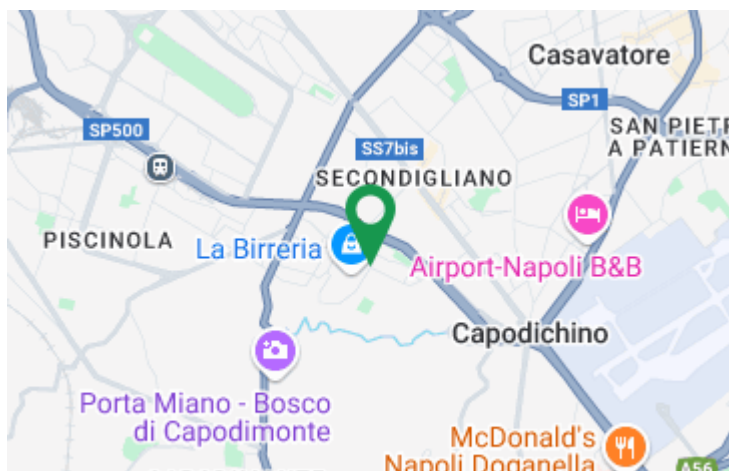 Casavatore
SP1
SP500
SAN PIETR
A PATIERN
SS7bis
SECONDIGLIANO
PISCINOLA
La Birreria
Airport-Napoli B&B
Capodichino
Porta Miano - Bosco
di Capodimonte
McDonald's
Napoli Doganella
A56